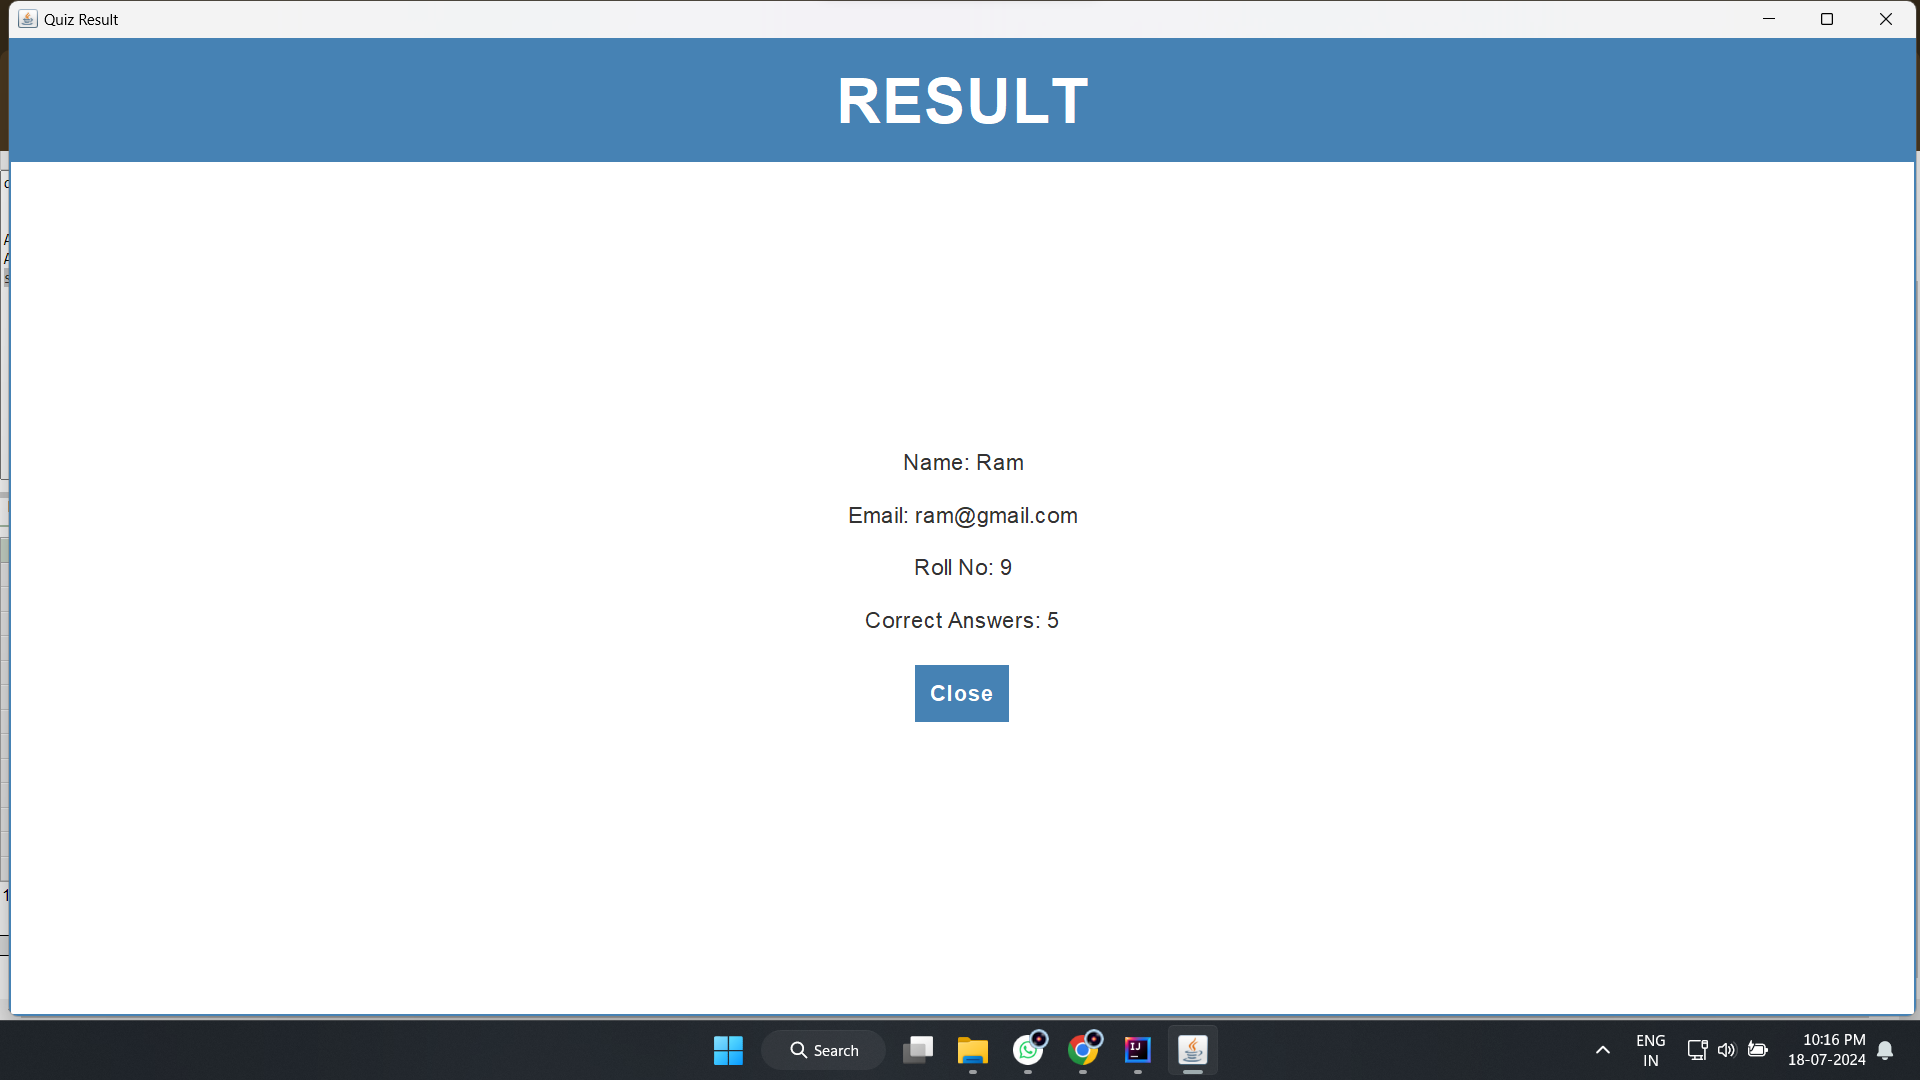 Quiz Result
RESULT
Name: Ram
Email: ram@gmail.com
Roll No: 9
Correct Answers: 5
Close
Search
ENG
IN
10:16 PM
18-07-2024